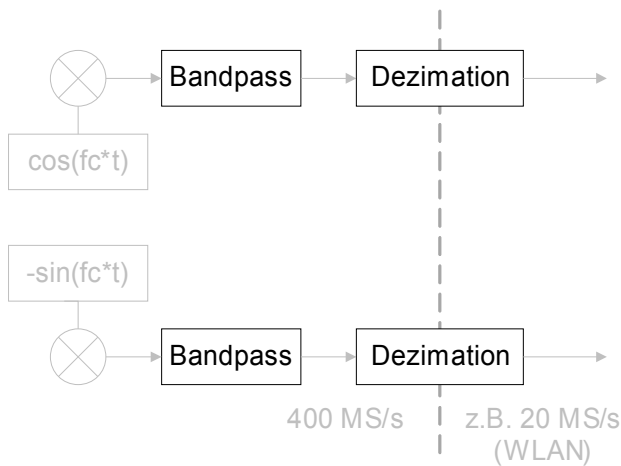 Bandpass
Dezimation
cos(fc*t)
-sin(fc*t)
Bandpass
Dezimation
400 MS/s
z.B. 20 MS/s
(WLAN)